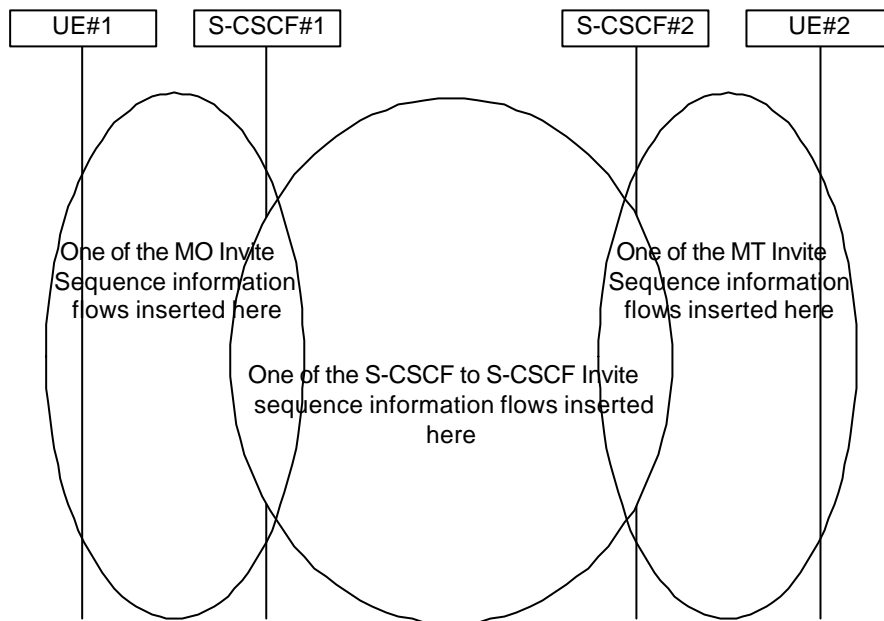 UE#1
S-CSCF#1
S-CSCF#2
UE#2
One of the MO Invite
Sequence information
flows inserted here
One of the S-CSCF to S-CSCF Invite
sequence information flows inserted
here
One of the MT Invite
Sequence information
flows inserted here